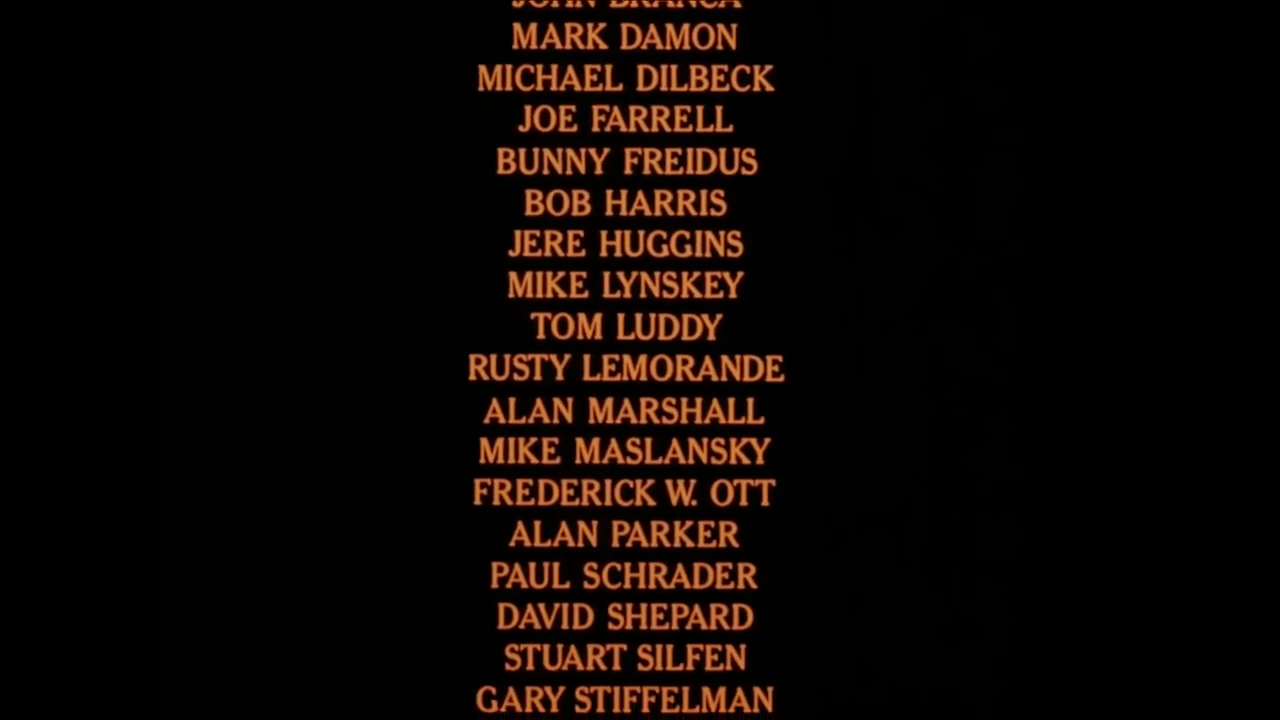 JOHN BRANCA
MARK DAMON
MICHAEL DILBECK
JOE FARRELL
BUNNY FREIDUS
BOB HARRIS
JERE HUGGINS
MIKE LYNSKEY
TOM LUDDY
RUSTY LEMORANDE
ALAN MARSHALL
MIKE MASLANSKY
FREDERICK W. OTT
ALAN PARKER
PAUL SCHRADER
DAVID SHEPARD
STUART SILFEN
GARY STIFFELMAN